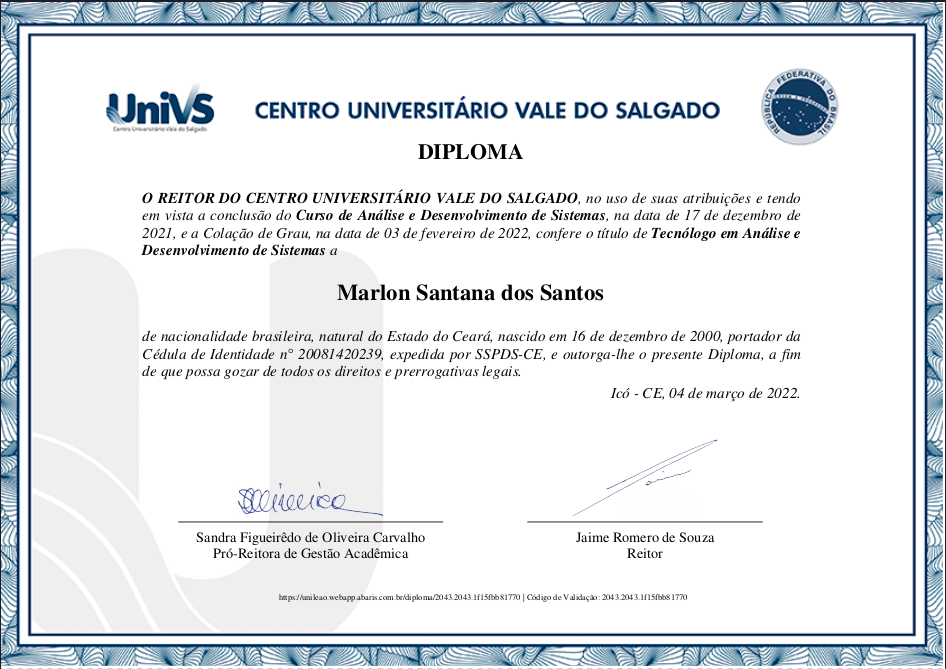 UniVS
Centro Universitário Vale do Salgado
CENTRO UNIVERSITÁRIO VALE DO SALGADO
REPÚBLICA FEDERATIVA DO BRASIL
DIPLOMA
O REITOR DO CENTRO UNIVERSITÁRIO VALE DO SALGADO, no uso de suas atribuições e tendo
em vista a conclusão do Curso de Análise e Desenvolvimento de Sistemas, na data de 17 de dezembro de
2021, e a Colação de Grau, na data de 03 de fevereiro de 2022, confere o título de Tecnólogo em Análise e
Desenvolvimento de Sistemas a
Marlon Santana dos Santos
de nacionalidade brasileira, natural do Estado do Ceará, nascido em 16 de dezembro de 2000, portador da
Cédula de Identidade n° 20081420239, expedida por SSPDS-CE, e outorga-lhe o presente Diploma, a fim
de que possa gozar de todos os direitos e prerrogativas legais.
Icó - CE, 04 de março de 2022.
Sandra Figueirêdo de Oliveira Carvalho
Pró-Reitora de Gestão Acadêmica
Jaime Romero de Souza
Reitor
https://unileao.webapp.abaris.com.br/diploma/2043.2043.1f15fbb81770 | Código de Validação: 2043.2043.1f15fbb81770